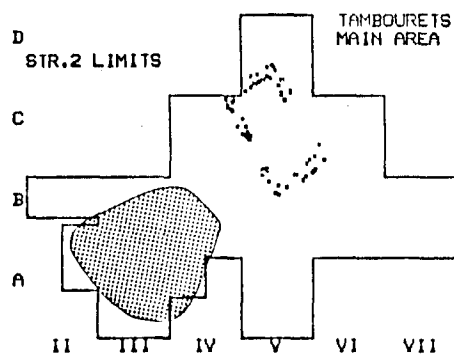 D
TAMBOURETS
MAIN AREA
STR.2 LIMITS
C
B
A
II III IV V VI VII